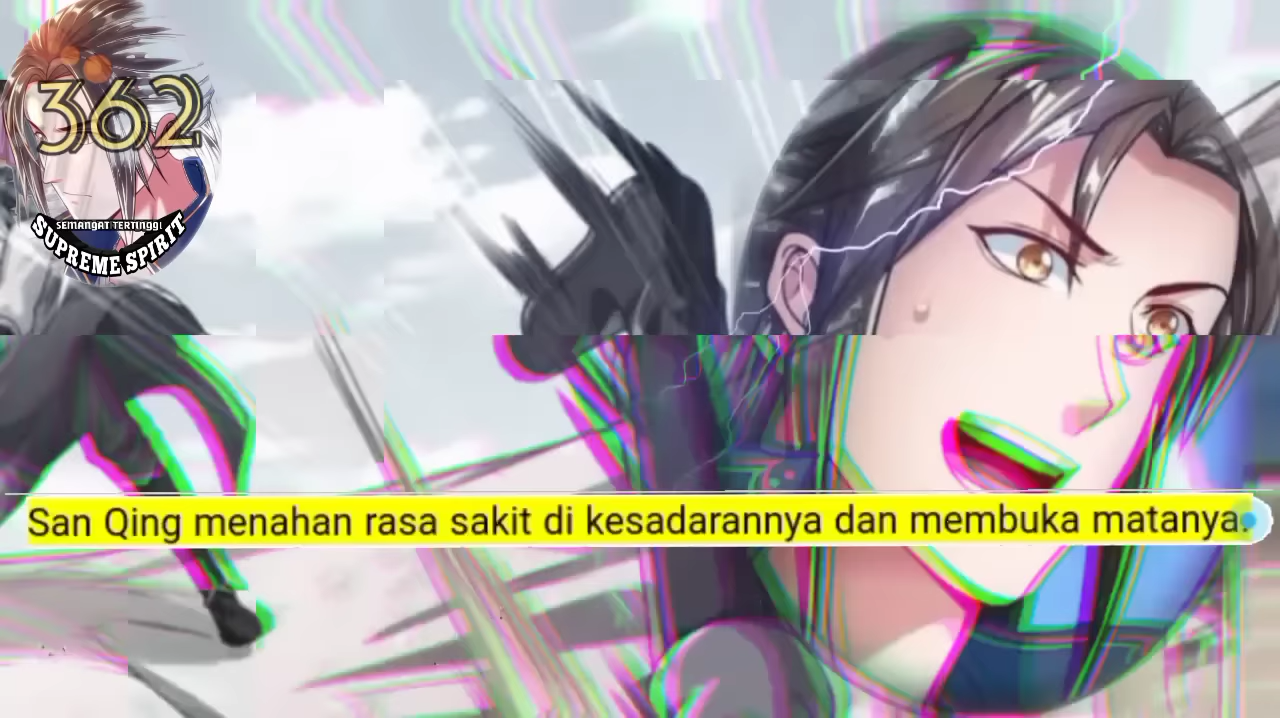 362
SEMANGAT TERTINGGI
SUPREME SPIRIT
San Qing menahan rasa sakit di kesadarannya dan membuka matanya.